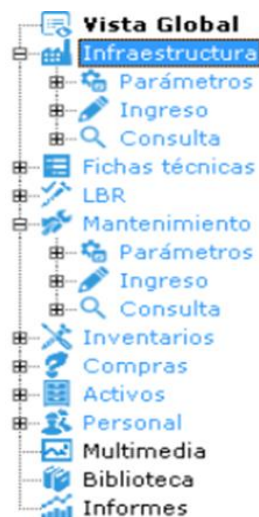 Vista Global
Infraestructura
Parámetros
Ingreso
Consulta
Fichas técnicas
LBR
Mantenimiento
Parámetros
Ingreso
Consulta
Inventarios
Compras
Activos
Personal
Multimedia
Biblioteca
Informes